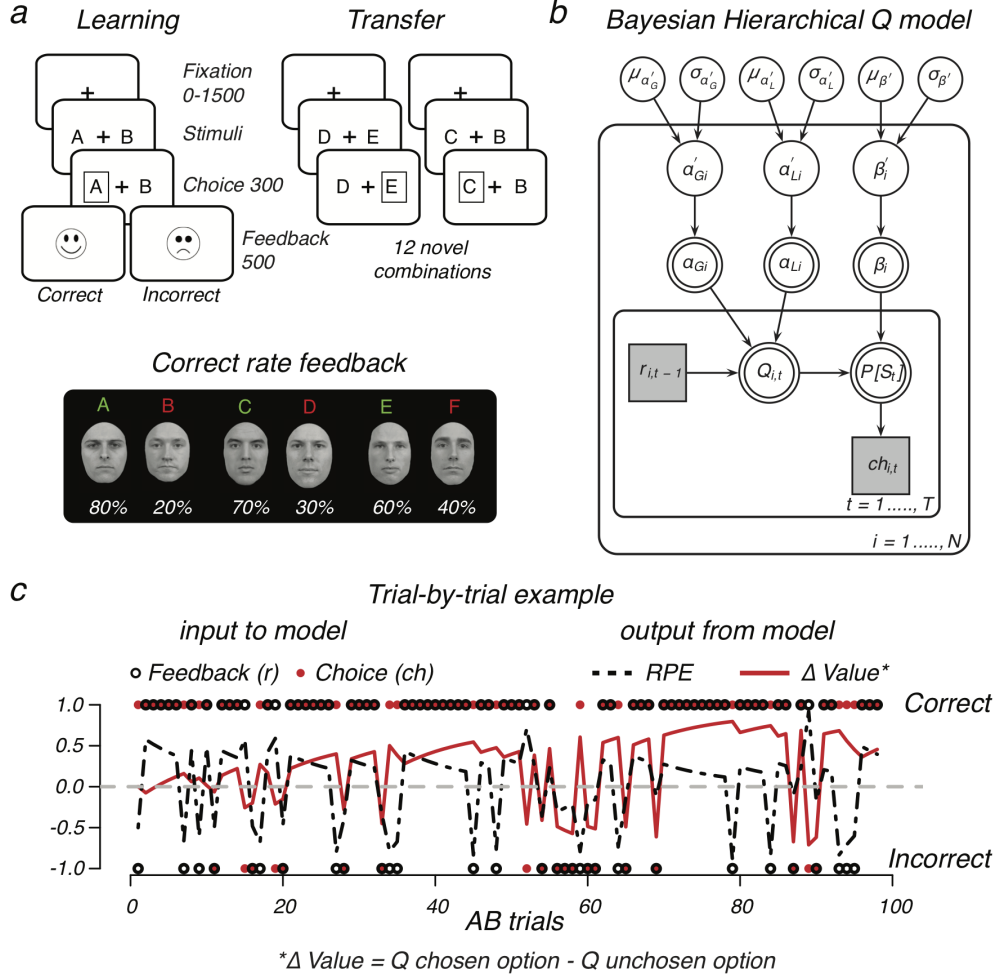 a
Learning
Transfer
+
+
+
Fixation
0-1500
A + B
Stimuli
D + E
C + B
A + B
Choice 300
D + E
C + B
Feedback
500
Correct
Incorrect
12 novel
combinations
Correct rate feedback
A B C D E F
80% 20% 70% 30% 60% 40%
b
Bayesian Hierarchical Q model
μα′G σα′G μα′L σα′L μβ′ σβ′
α′Gi α′Li β′i
αGi αLi βi
r i,t − 1 Qi,t P[St]
chi,t
t = 1 ....., T
i = 1 ....., N
c
Trial-by-trial example
input to model
output from model
Feedback (r) Choice (ch) RPE Δ Value*
1.0
Correct
0.5
0.0
-0.5
-1.0
Incorrect
0 20 40 60 80 100
AB trials
*Δ Value = Q chosen option - Q unchosen option